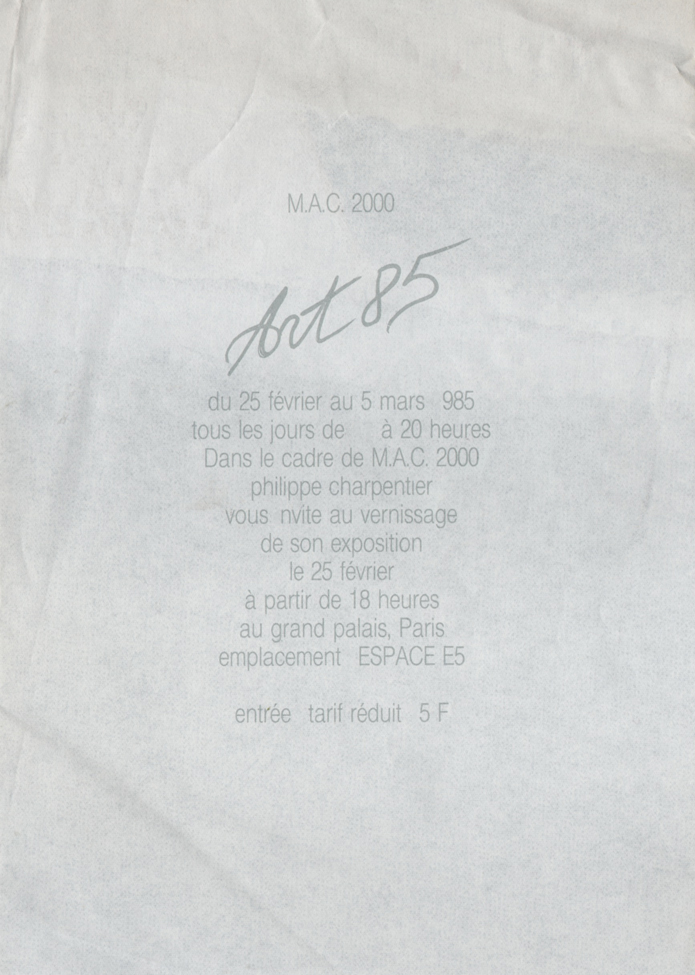 M.A.C. 2000
Art 85
du 25 février au 5 mars 985
tous les jours de à 20 heures
Dans le cadre de M.A.C. 2000
philippe charpentier
vous nvite au vernissage
de son exposition
le 25 février
à partir de 18 heures
au grand palais, Paris
emplacement ESPACE E5
entrée tarif réduit 5 F